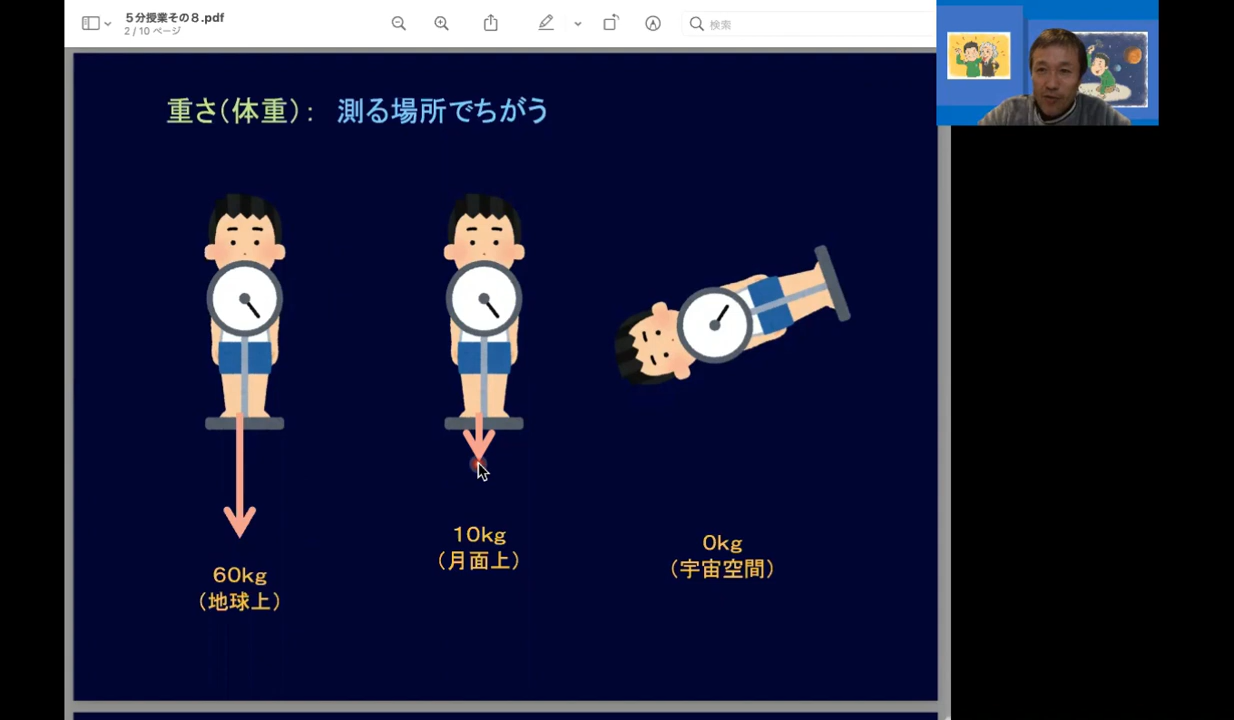 ５分授業その８.pdf
2 / 10 ページ
検索
重さ（体重）： 測る場所でちがう
60kg
（地球上）
10kg
（月面上）
0kg
（宇宙空間）